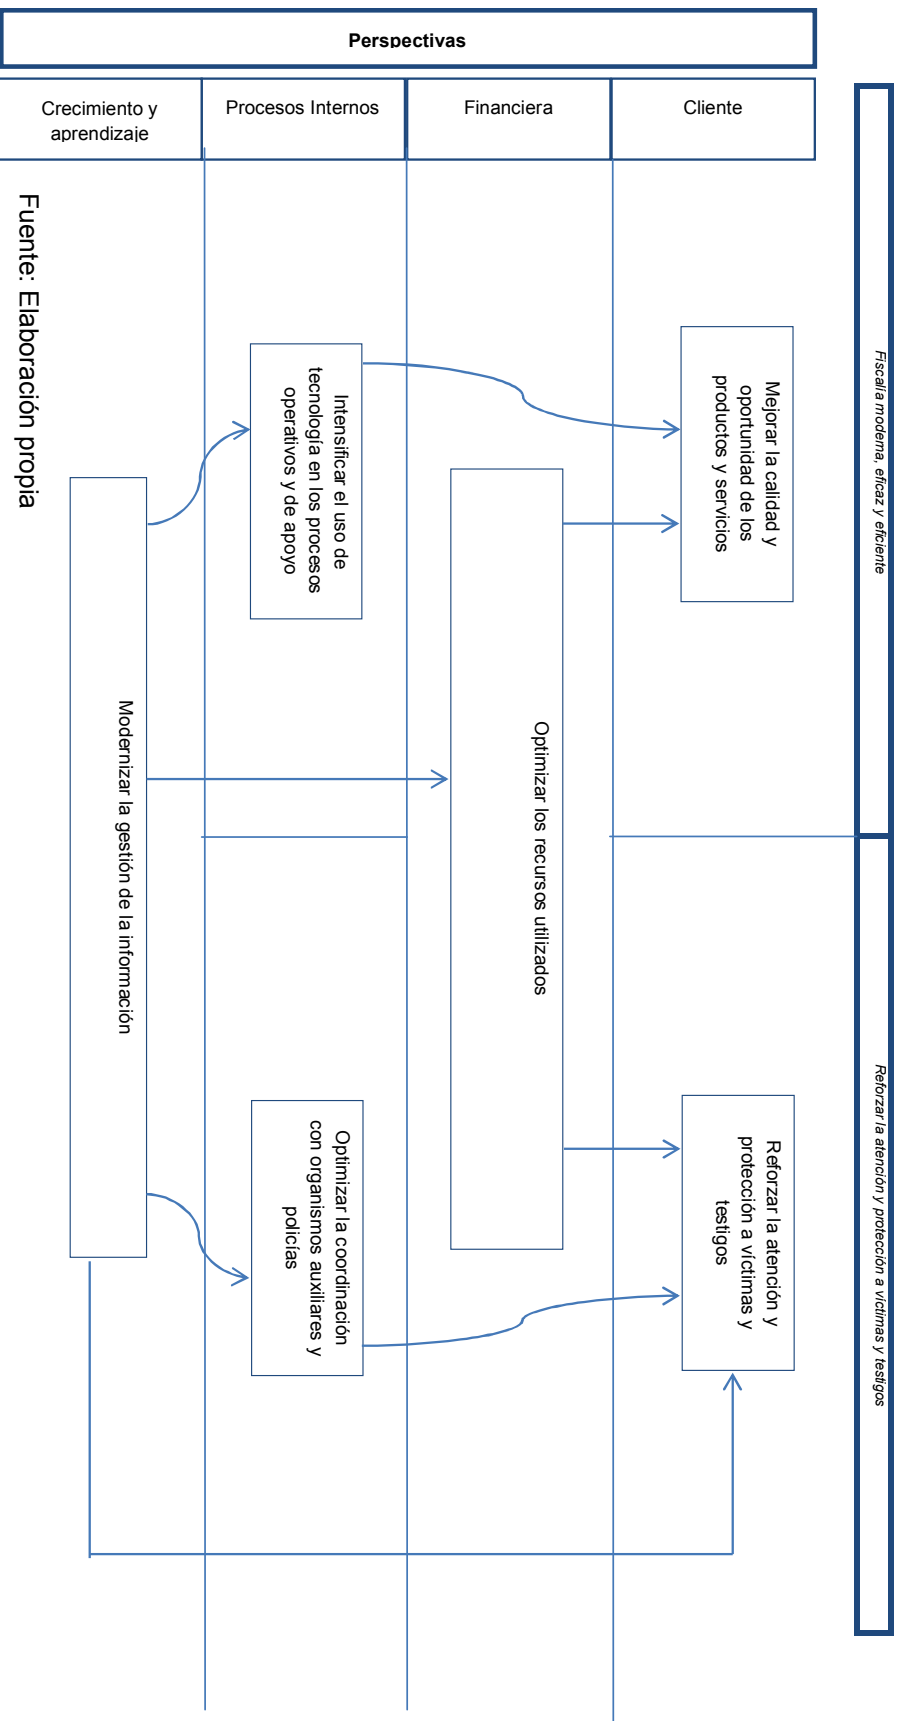 Perspectivas
Crecimiento y
aprendizaje
Procesos Internos
Financiera
Cliente
Fiscalía moderna, eficaz y eficiente
Reforzar la atención y protección a víctimas y testigos
Mejorar la calidad y
oportunidad de los
productos y servicios
Reforzar la atención y
protección a víctimas y
testigos
Optimizar los recursos utilizados
Intensificar el uso de
tecnología en los procesos
operativos y de apoyo
Optimizar la coordinación
con organismos auxiliares y
policías
Modernizar la gestión de la información
Fuente: Elaboración propia